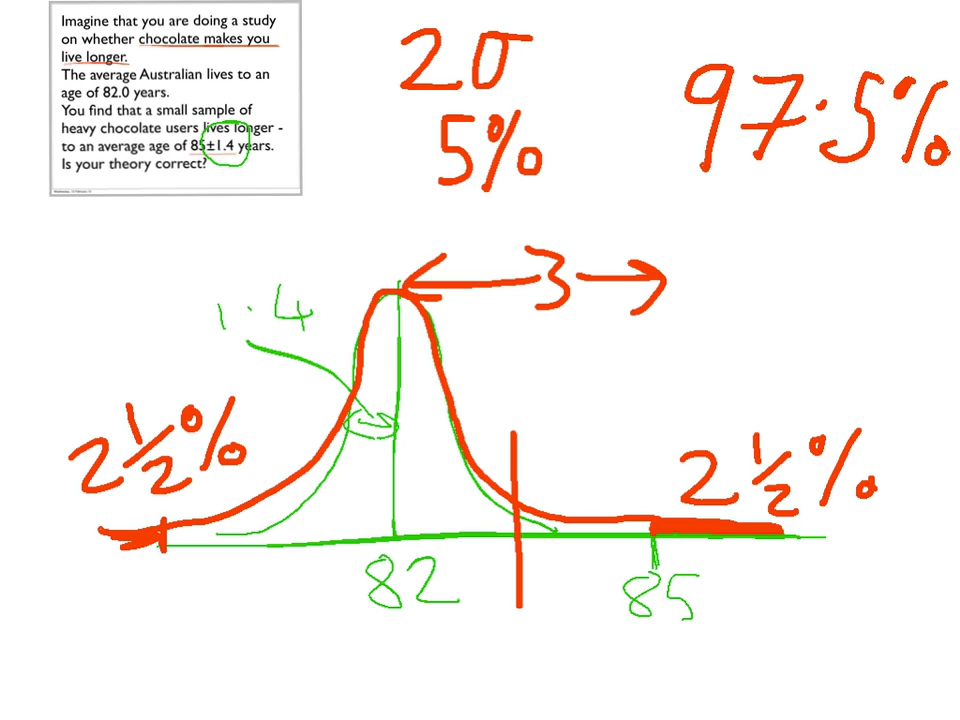 Imagine that you are doing a study
on whether chocolate makes you
live longer.
The average Australian lives to an
age of 82.0 years.
You find that a small sample of
heavy chocolate users lives longer -
to an average age of 85±1.4 years.
Is your theory correct?
2σ
5%
97.5%
3
1.4
2½%
2½%
82
85